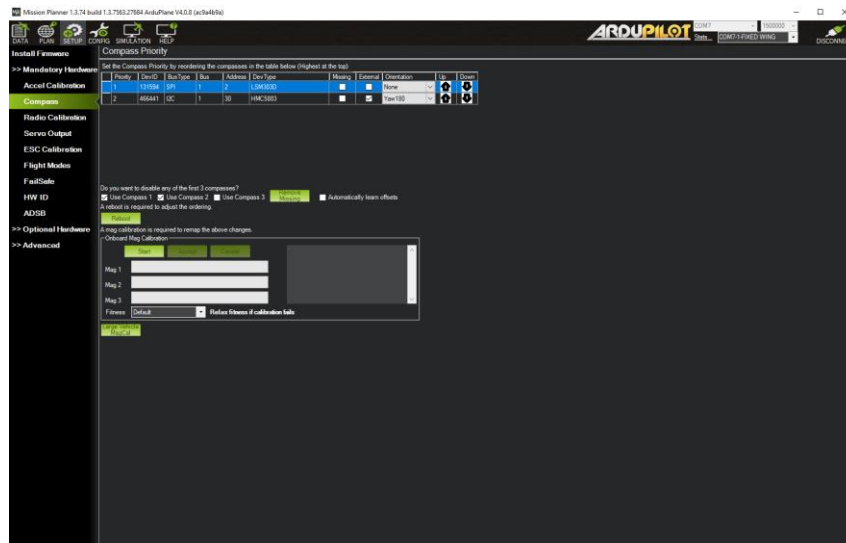 Mission Planner 1.3.74 build 1.3.7563.27684 ArduPlane V4.0.8 (ac9a4b9e)
DATA PLAN SETUP CONFIG SIMULATION HELP
ARDUPILOT
COM7 1500000
Stats... COM7-1-FIXED WING
DISCONNE
Install Firmware
>> Mandatory Hardware
Accel Calibration
Compass
Radio Calibration
Servo Output
ESC Calibration
Flight Modes
FailSafe
HW ID
ADSB
>> Optional Hardware
>> Advanced
Compass Priority
Set the Compass Priority by reordering the compasses in the table below (Highest at the top)
Priority DevID BusType Bus Address DevType Missing External Orientation Up Down
1 131594 SPI 1 2 LSM303D None
2 466441 I2C 1 30 HMC5883 Yaw180
Do you want to disable any of the first 3 compasses?
Use Compass 1 Use Compass 2 Use Compass 3 Remove Missing Automatically learn offsets
A reboot is required to adjust the ordering.
Reboot
A mag calibration is required to remap the above changes.
Onboard Mag Calibration
Start Accept Cancel
Mag 1
Mag 2
Mag 3
Fitness Default Relax fitness if calibration fails
Large Vehicle
MagCal